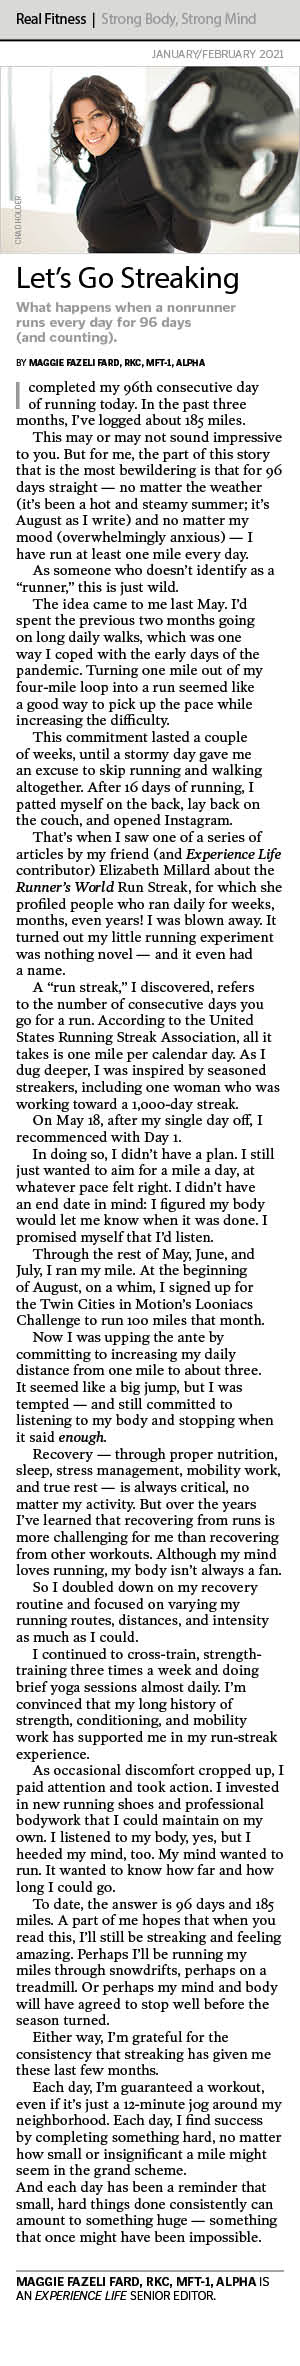 Real Fitness | Strong Body, Strong Mind
JANUARY/FEBRUARY 2021
CHAD HOLDER
Let's Go Streaking
What happens when a nonrunner
runs every day for 96 days
(and counting).
BY MAGGIE FAZELI FARD, RKC, MFT-1, ALPHA
I completed my 96th consecutive day
of running today. In the past three
months, I've logged about 185 miles.
This may or may not sound impressive
to you. But for me, the part of this story
that is the most bewildering is that for 96
days straight — no matter the weather
(it's been a hot and steamy summer; it's
August as I write) and no matter my
mood (overwhelmingly anxious) — I
have run at least one mile every day.
As someone who doesn't identify as a
“runner,” this is just wild.
The idea came to me last May. I'd
spent the previous two months going
on long daily walks, which was one
way I coped with the early days of the
pandemic. Turning one mile out of my
four-mile loop into a run seemed like
a good way to pick up the pace while
increasing the difficulty.
This commitment lasted a couple
of weeks, until a stormy day gave me
an excuse to skip running and walking
altogether. After 16 days of running, I
patted myself on the back, lay back on
the couch, and opened Instagram.
That's when I saw one of a series of
articles by my friend (and Experience Life
contributor) Elizabeth Millard about the
Runner's World Run Streak, for which she
profiled people who ran daily for weeks,
months, even years! I was blown away. It
turned out my little running experiment
was nothing novel — and it even had
a name.
A “run streak,” I discovered, refers
to the number of consecutive days you
go for a run. According to the United
States Running Streak Association, all it
takes is one mile per calendar day. As I
dug deeper, I was inspired by seasoned
streakers, including one woman who was
working toward a 1,000-day streak.
On May 18, after my single day off, I
recommenced with Day 1.
In doing so, I didn't have a plan. I still
just wanted to aim for a mile a day, at
whatever pace felt right. I didn't have
an end date in mind: I figured my body
would let me know when it was done. I
promised myself that I'd listen.
Through the rest of May, June, and
July, I ran my mile. At the beginning
of August, on a whim, I signed up for
the Twin Cities in Motion's Looniacs
Challenge to run 100 miles that month.
Now I was upping the ante by
committing to increasing my daily
distance from one mile to about three.
It seemed like a big jump, but I was
tempted — and still committed to
listening to my body and stopping when
it said enough.
Recovery — through proper nutrition,
sleep, stress management, mobility work,
and true rest — is always critical, no
matter my activity. But over the years
I've learned that recovering from runs is
more challenging for me than recovering
from other workouts. Although my mind
loves running, my body isn't always a fan.
So I doubled down on my recovery
routine and focused on varying my
running routes, distances, and intensity
as much as I could.
I continued to cross-train, strength-
training three times a week and doing
brief yoga sessions almost daily. I'm
convinced that my long history of
strength, conditioning, and mobility
work has supported me in my run-streak
experience.
As occasional discomfort cropped up, I
paid attention and took action. I invested
in new running shoes and professional
bodywork that I could maintain on my
own. I listened to my body, yes, but I
heeded my mind, too. My mind wanted to
run. It wanted to know how far and how
long I could go.
To date, the answer is 96 days and 185
miles. A part of me hopes that when you
read this, I'll still be streaking and feeling
amazing. Perhaps I'll be running my
miles through snowdrifts, perhaps on a
treadmill. Or perhaps my mind and body
will have agreed to stop well before the
season turned.
Either way, I'm grateful for the
consistency that streaking has given me
these last few months.
Each day, I'm guaranteed a workout,
even if it's just a 12-minute jog around my
neighborhood. Each day, I find success
by completing something hard, no matter
how small or insignificant a mile might
seem in the grand scheme.
And each day has been a reminder that
small, hard things done consistently can
amount to something huge — something
that once might have been impossible.
MAGGIE FAZELI FARD, RKC, MFT-1, ALPHA IS
AN EXPERIENCE LIFE SENIOR EDITOR.